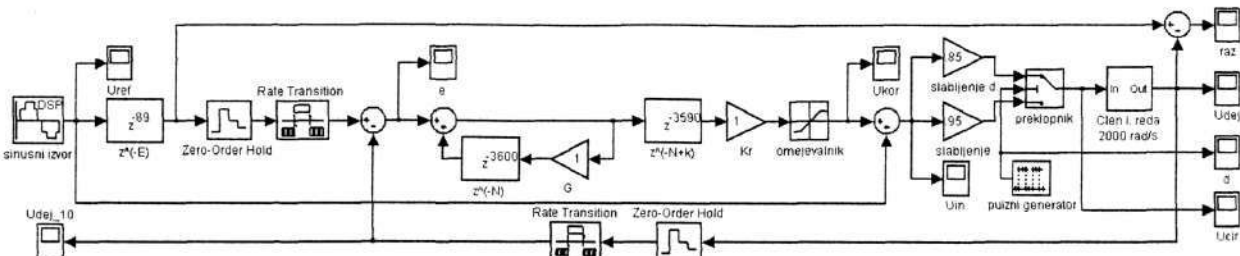 raz
DSP
sinusni izvor
Uref
z-89
z^(-E)
Zero-Order Hold
Rate Transition
e
z-3600
z^(-N)
1
G
z-3590
z^(-N+k)
1
Kr
omejevalnik
Ukor
.85
slabljenje d
.95
slabljenje
Uin
preklopnik
pulzni generator
In Out
Clen I. reda
2000 rad/s
Udej
d
Uclr
Udej_10
Rate Transition
Zero-Order Hold